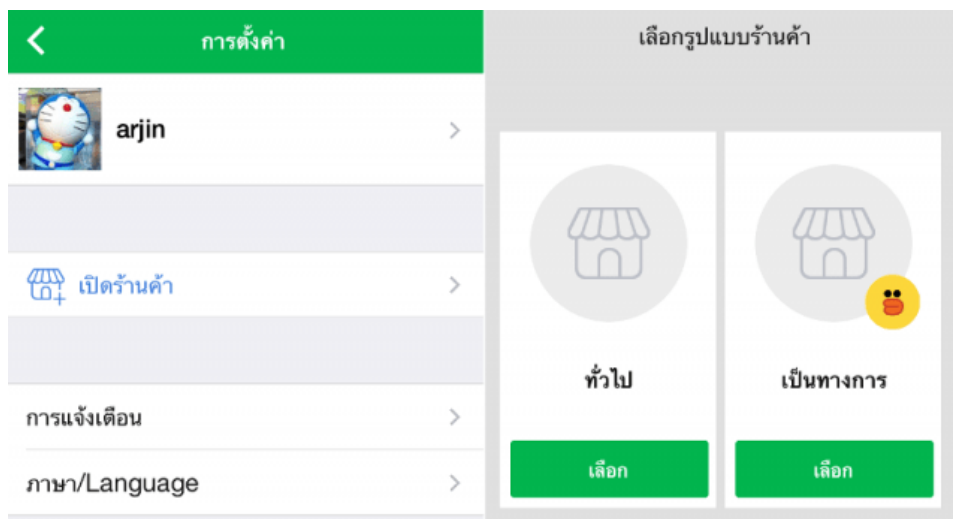 การตั้งค่า
arjin
เปิดร้านค้า
การแจ้งเตือน
ภาษา/Language
เลือกรูปแบบร้านค้า
ทั่วไป
เป็นทางการ
เลือก
เลือก